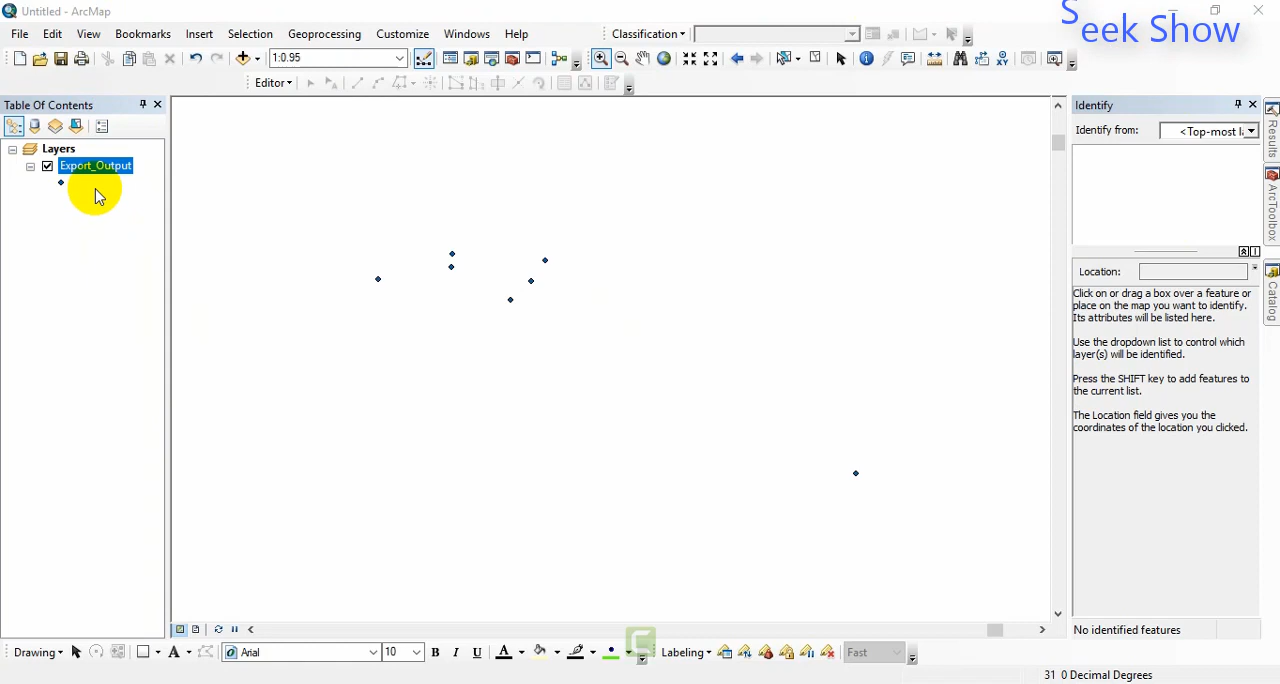 Untitled - ArcMap
Seek Show
File Edit View Bookmarks Insert Selection Geoprocessing Customize Windows Help
Classification
1:0.95
Editor
Table Of Contents
Layers
Export_Output
Identify
Identify from: <Top-most l
Location:
Click on or drag a box over a feature or
place on the map you want to identify.
Its attributes will be listed here.
Use the dropdown list to control which
layer(s) will be identified.
Press the SHIFT key to add features to
the current list.
The Location field gives you the
coordinates of the location you clicked.
No identified features
Results
ArcToolbox
Catalog
Drawing A Arial 10 B I U A Labeling Fast
31 0 Decimal Degrees